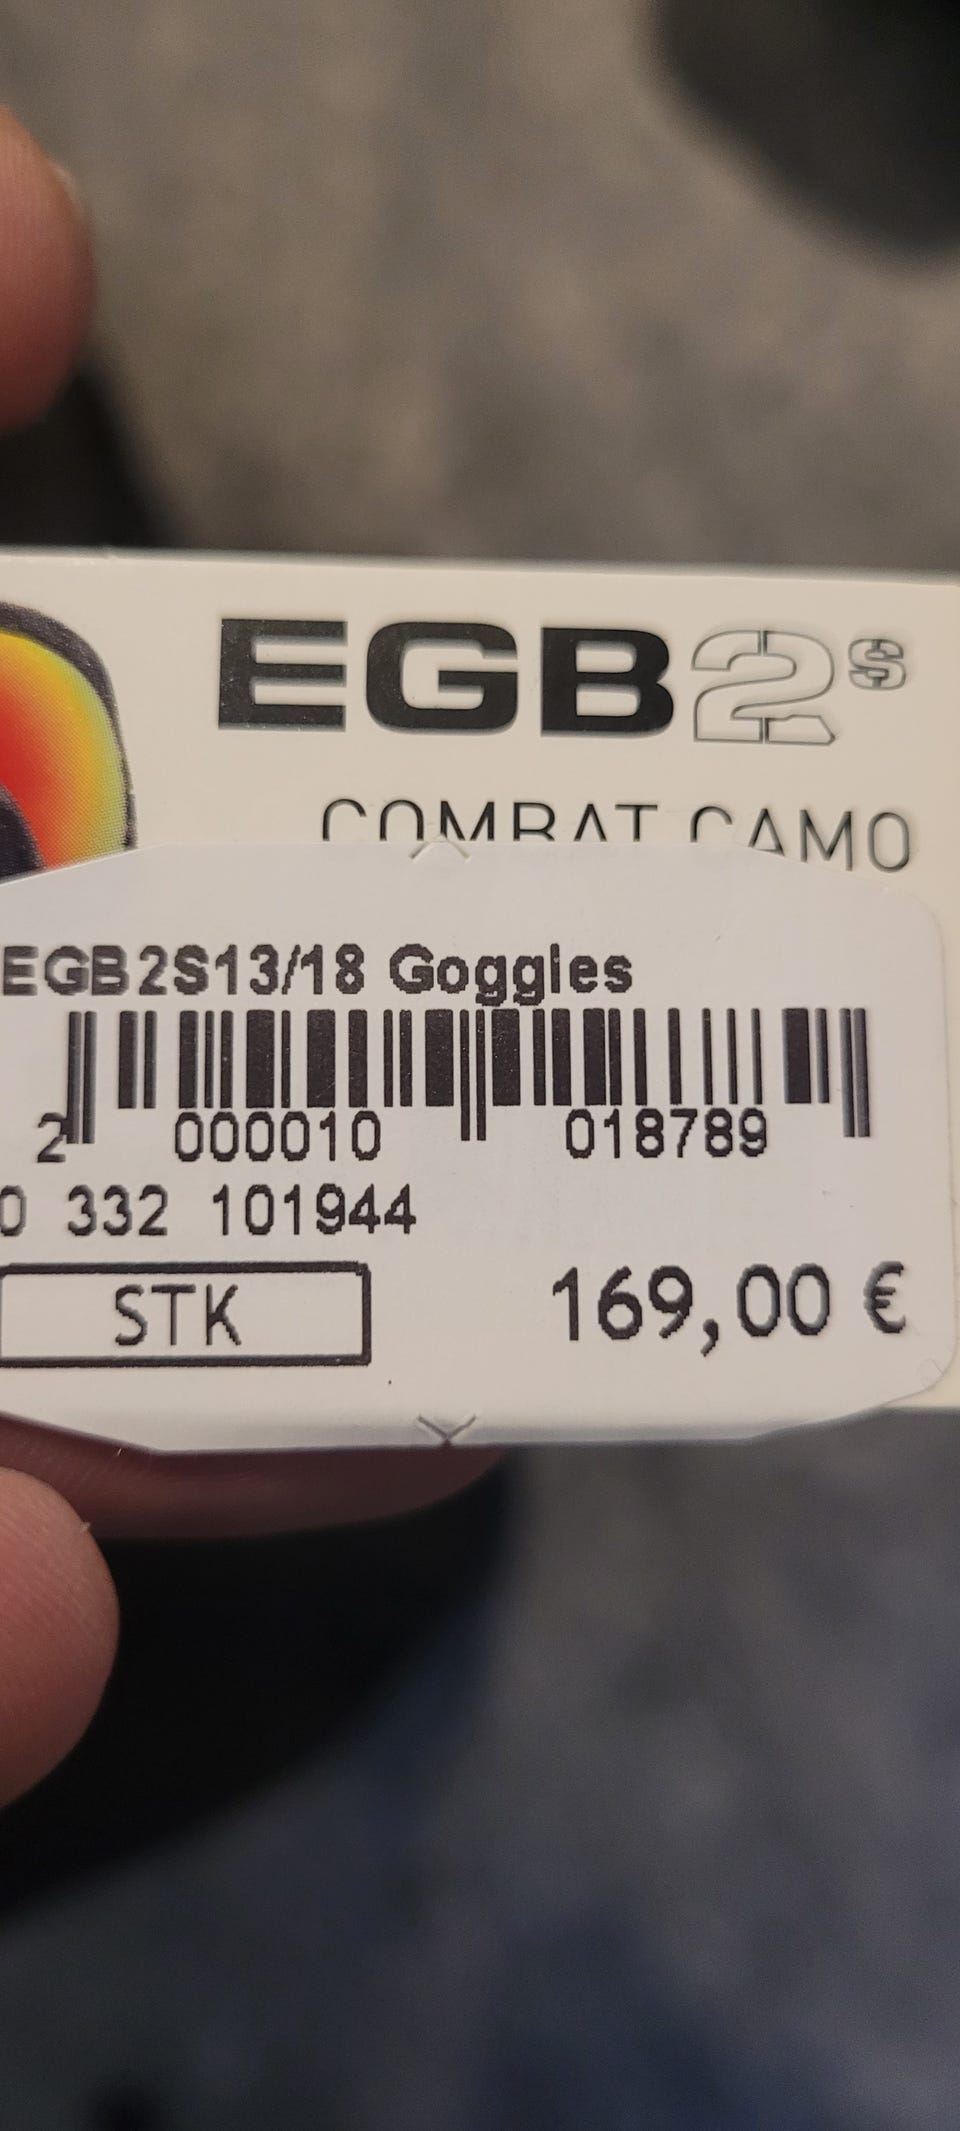 EGB2s
COMBAT CAMO
EGB2S13/18 Goggles
2 000010 018789
0 332 101944
STK 169,00 €